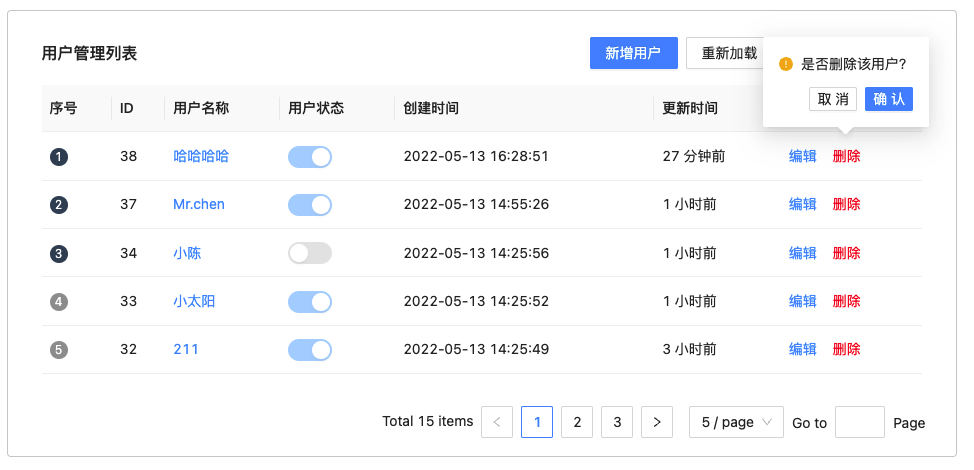 用户管理列表 新增用户 重新加载
是否删除该用户?
取 消 确 认
序号 ID 用户名称 用户状态 创建时间 更新时间
1 38 哈哈哈哈 2022-05-13 16:28:51 27 分钟前 编辑 删除
2 37 Mr.chen 2022-05-13 14:55:26 1 小时前 编辑 删除
3 34 小陈 2022-05-13 14:25:56 1 小时前 编辑 删除
4 33 小太阳 2022-05-13 14:25:52 1 小时前 编辑 删除
5 32 211 2022-05-13 14:25:49 3 小时前 编辑 删除
Total 15 items < 1 2 3 > 5 / page Go to Page